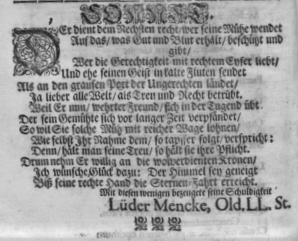 SONNET.
Er dient dem Rechten recht/ wer seine Mühe wendet
Auf das/ was Gut und Blut erhält/ beschützt und
gibt/
Wer die Gerechtigkeit mit rechtem Eyfer liebt/
Und ehe seinen Geist in kalte Fluten sendet
Als an den grausen Port der Ungerechten ländet/
Ja lieber alle Welt/ als Treu und Recht betrübt.
Weil Er nun/ wehrter Freund/ sich in der Tugend übt
Der sein Gemühte sich vor langer Zeit verpfändet/
So wil Sie solche Müh mit reicher Wage lohnen/
Wie selbst Ihr Nahme dem/ so tapffer folgt/ verspricht:
Denn/ hält man seine Treu/ so hält sie ihre Pflicht.
Drum nehm Er willig an die wolverdienten Kronen/
Ich wünsche Glück dazu: Der Himmel sey geneigt
Biß seine rechte Hand die Sternen-Fahrt erreicht.
Mit diesen wenigen bezeugete seine Schuldigkeit
Lüder Mencke, Old. LL. St.